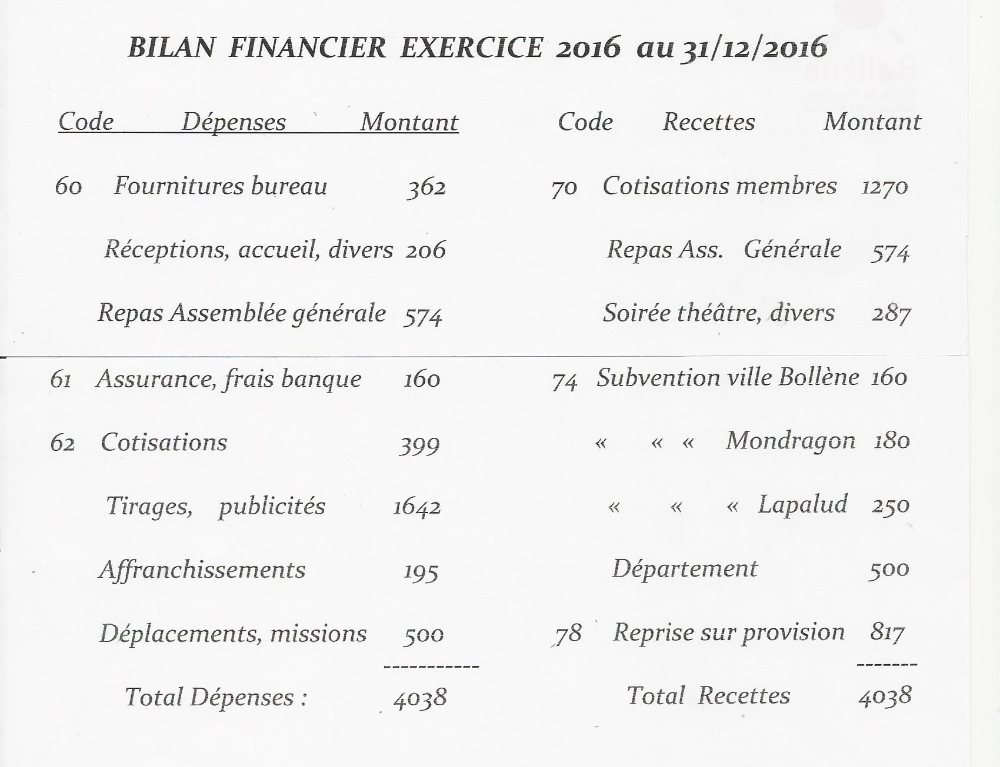 BILAN FINANCIER EXERCICE 2016 au 31/12/2016
Code Dépenses Montant Code Recettes Montant
60 Fournitures bureau 362 70 Cotisations membres 1270
Réceptions, accueil, divers 206 Repas Ass. Générale 574
Repas Assemblée générale 574 Soirée théâtre, divers 287
61 Assurance, frais banque 160 74 Subvention ville Bollène 160
62 Cotisations 399 « « « Mondragon 180
Tirages, publicités 1642 « « « Lapalud 250
Affranchissements 195 Département 500
Déplacements, missions 500 78 Reprise sur provision 817
----------- -------
Total Dépenses : 4038 Total Recettes 4038